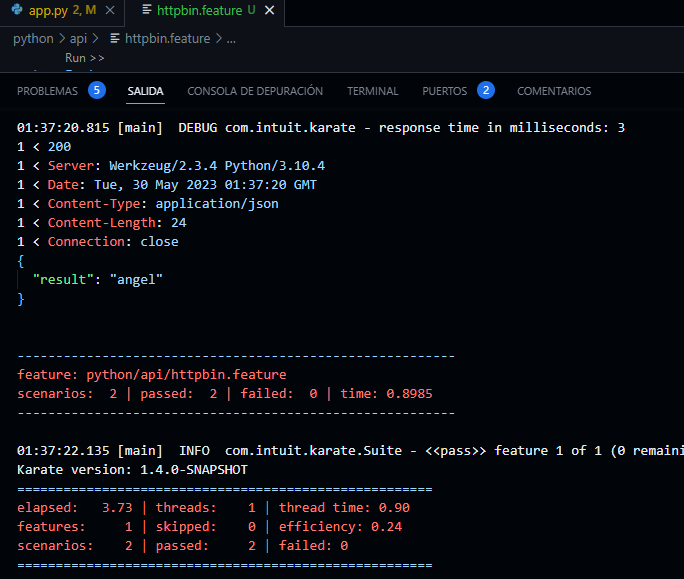 app.py 2, M
httpbin.feature U
python > api > httpbin.feature > ...
Run >>
PROBLEMAS 5 SALIDA CONSOLA DE DEPURACIÓN TERMINAL PUERTOS 2 COMENTARIOS
01:37:20.815 [main]  DEBUG com.intuit.karate - response time in milliseconds: 3
1 < 200
1 < Server: Werkzeug/2.3.4 Python/3.10.4
1 < Date: Tue, 30 May 2023 01:37:20 GMT
1 < Content-Type: application/json
1 < Content-Length: 24
1 < Connection: close
{
  "result": "angel"
}
---------------------------------------------------------
feature: python/api/httpbin.feature
scenarios:  2 | passed:  2 | failed:  0 | time: 0.8985
---------------------------------------------------------
01:37:22.135 [main]  INFO  com.intuit.karate.Suite - <<pass>> feature 1 of 1 (0 remaini
Karate version: 1.4.0-SNAPSHOT
======================================================
elapsed:   3.73 | threads:    1 | thread time: 0.90
features:     1 | skipped:    0 | efficiency: 0.24
scenarios:    2 | passed:     2 | failed: 0
======================================================